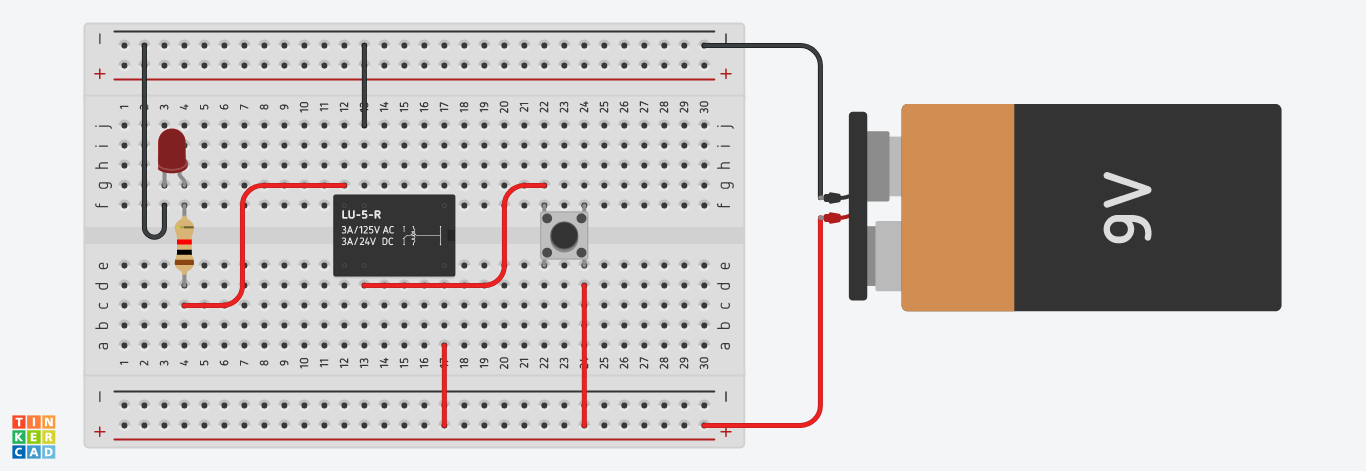 − −
+ +
1 2 3 4 5 6 7 8 9 10 11 12 13 14 15 16 17 18 19 20 21 22 23 24 25 26 27 28 29 30
j j
i i
h h
g g
f f
LU-5-R
3A/125V AC
3A/24V DC
9V
e e
d d
c c
b b
a a
1 2 3 4 5 6 7 8 9 10 11 12 13 14 15 16 17 18 19 20 21 22 23 24 25 26 27 28 29 30
− −
+ +
TIN
KER
CAD